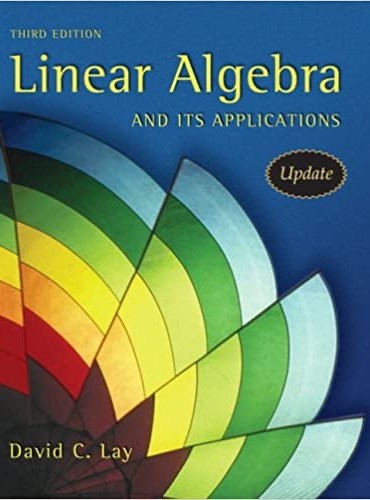 THIRD EDITION
Linear Algebra
AND ITS APPLICATIONS
Update
David C. Lay